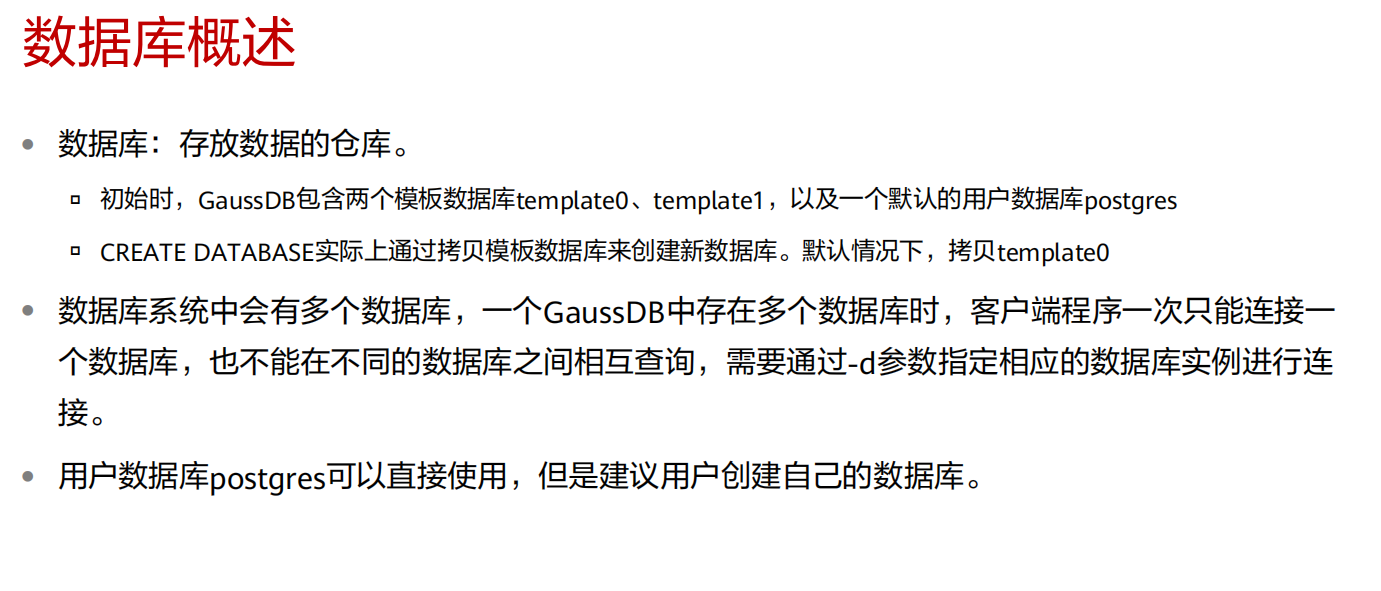 数据库概述
数据库：存放数据的仓库。
初始时，GaussDB包含两个模板数据库template0、template1，以及一个默认的用户数据库postgres
CREATE DATABASE实际上通过拷贝模板数据库来创建新数据库。默认情况下，拷贝template0
数据库系统中会有多个数据库，一个GaussDB中存在多个数据库时，客户端程序一次只能连接一
个数据库，也不能在不同的数据库之间相互查询，需要通过-d参数指定相应的数据库实例进行连
接。
用户数据库postgres可以直接使用，但是建议用户创建自己的数据库。